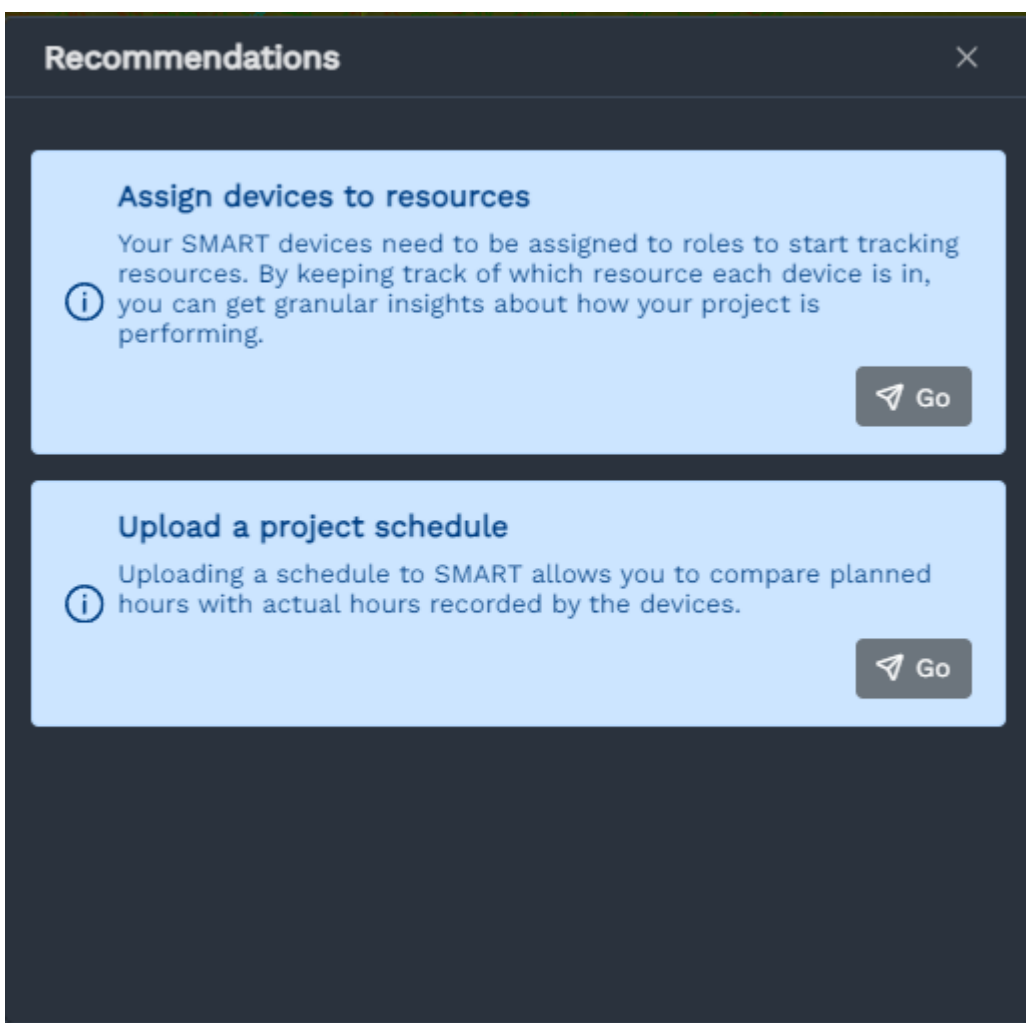 Recommendations
Assign devices to resources
Your SMART devices need to be assigned to roles to start tracking
resources. By keeping track of which resource each device is in,
you can get granular insights about how your project is
performing.
Go
Upload a project schedule
Uploading a schedule to SMART allows you to compare planned
hours with actual hours recorded by the devices.
Go